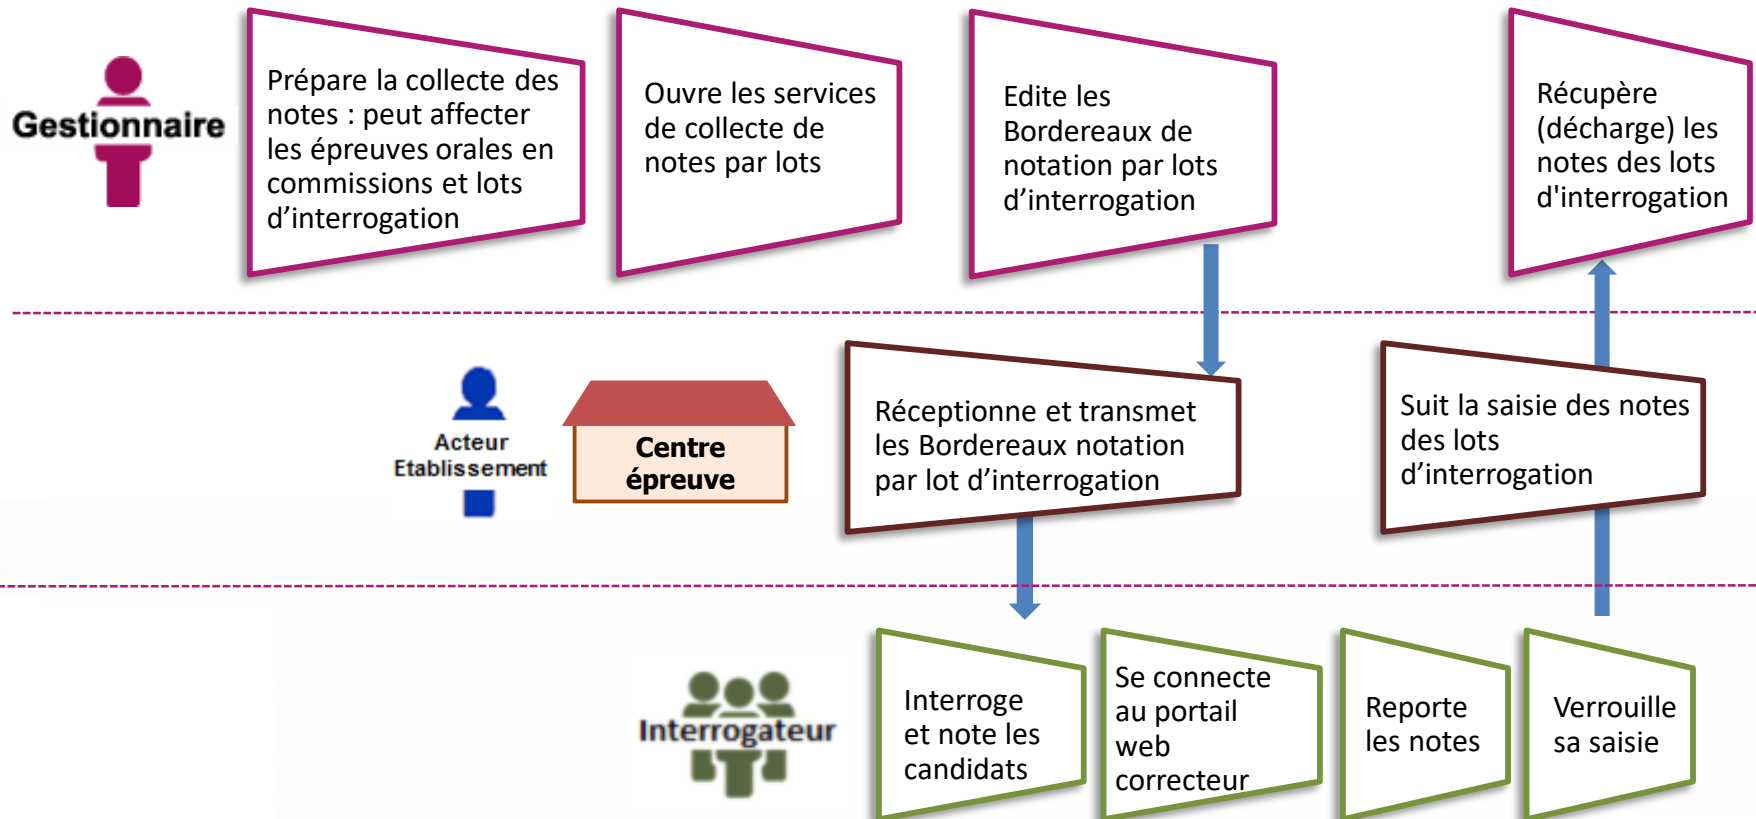 Gestionnaire
Prépare la collecte des
notes : peut affecter
les épreuves orales en
commissions et lots
d’interrogation
Ouvre les services
de collecte de
notes par lots
Edite les
Bordereaux de
notation par lots
d’interrogation
Récupère
(décharge) les
notes des lots
d'interrogation
Acteur
Etablissement
Centre
épreuve
Réceptionne et transmet
les Bordereaux notation
par lot d’interrogation
Suit la saisie des notes
des lots
d’interrogation
Interrogateur
Interroge
et note les
candidats
Se connecte
au portail
web
correcteur
Reporte
les notes
Verrouille
sa saisie